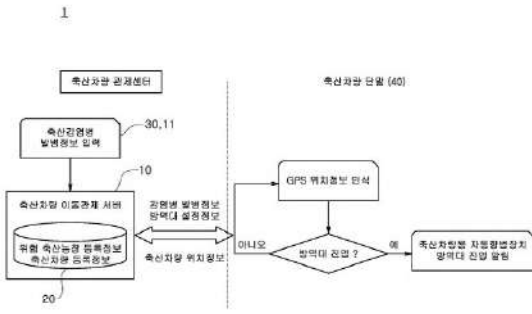 1
축산차량 관제센터
축산차량 단말 (40)
축산감염병
발병정보 입력
30,11
10
축산차량 이동관제 서버
위험 축산농장 등록정보
축산차량 등록정보
20
감염병 발병정보
방역대 설정정보
축산차량 위치정보
GPS 위치정보 인식
아니오
방역대 진입 ?
예
축산차량용 자동항법장치
방역대 진입 알림